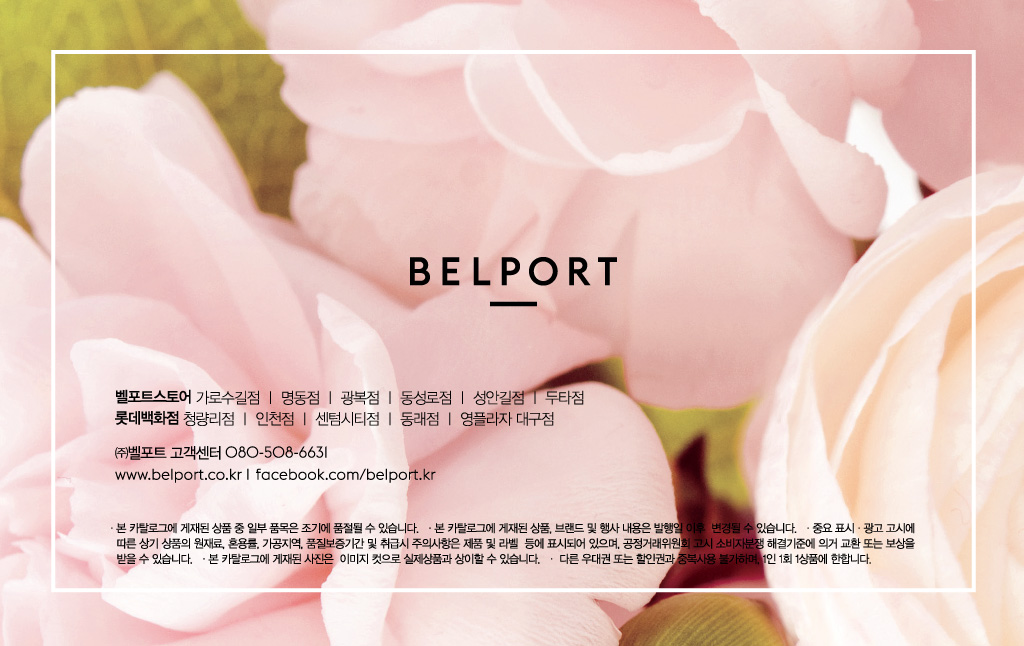 BELPORT
벨포트스토어 가로수길점 | 명동점 | 광복점 | 동성로점 | 성안길점 | 두타점
롯데백화점 청량리점 | 인천점 | 센텀시티점 | 동래점 | 영플라자 대구점
㈜벨포트 고객센터 080-508-6631
www.belport.co.kr | facebook.com/belport.kr
· 본 카탈로그에 게재된 상품 중 일부 품목은 조기에 품절될 수 있습니다. · 본 카탈로그에 게재된 상품, 브랜드 및 행사 내용은 발행일 이후 변경될 수 있습니다. · 중요 표시 · 광고 고시에
따른 상기 상품의 원재료, 혼용률, 가공지역, 품질보증기간 및 취급시 주의사항은 제품 및 라벨 등에 표시되어 있으며, 공정거래위원회 고시 소비자분쟁 해결기준에 의거 교환 또는 보상을
받을 수 있습니다. · 본 카탈로그에 게재된 사진은 이미지 컷으로 실제상품과 상이할 수 있습니다. · 다른 우대권 또는 할인권과 중복사용 불가하며, 1인 1회 1상품에 한합니다.